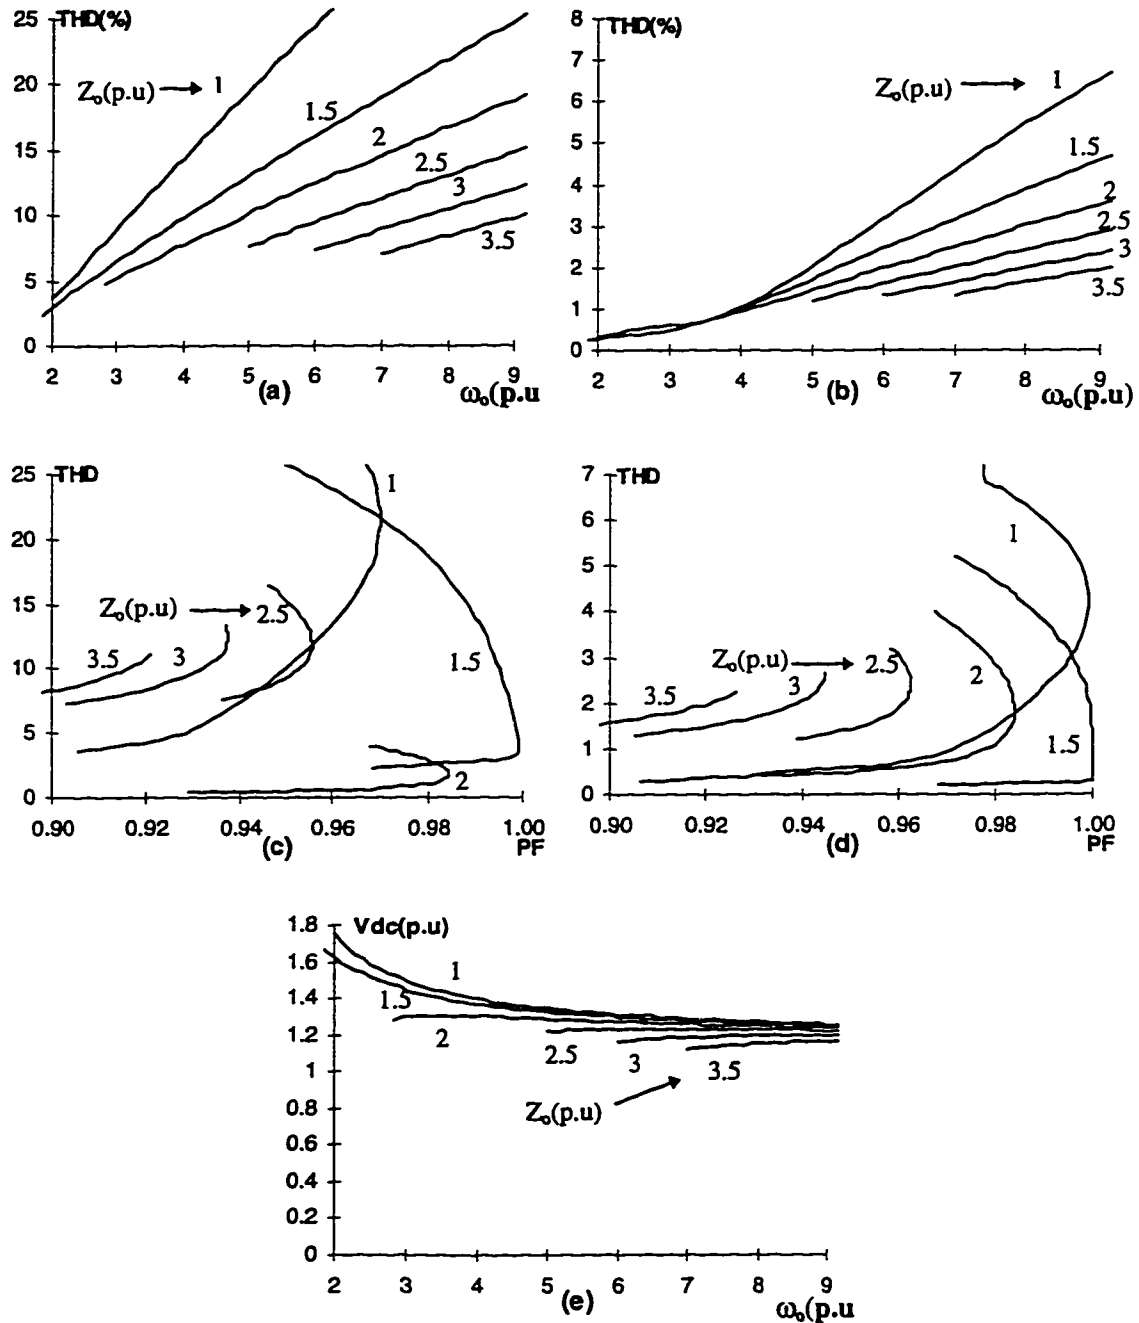 THD(%)
25
20
15
10
5
0
Zo(p.u)
1
1.5
2
2.5
3
3.5
2 3 4 5 6 7 8 9
(a)
ωo(p.u
THD(%)
8
7
6
5
4
3
2
1
0
Zo(p.u)
1
1.5
2
2.5
3
3.5
2 3 4 5 6 7 8 9
(b)
ωo(p.u)
THD
25
20
15
10
5
0
1
Zo(p.u)
2.5
3.5
3
1.5
2
0.90 0.92 0.94 0.96 0.98 1.00
(c)
PF
THD
7
6
5
4
3
2
1
0
1
Zo(p.u)
2.5
2
3.5
3
1.5
0.90 0.92 0.94 0.96 0.98 1.00
(d)
PF
Vdc(p.u)
1.8
1.6
1.4
1.2
1
0.8
0.6
0.4
0.2
0
1
1.5
2
2.5
3
3.5
Zo(p.u)
2 3 4 5 6 7 8 9
(e)
ωo(p.u